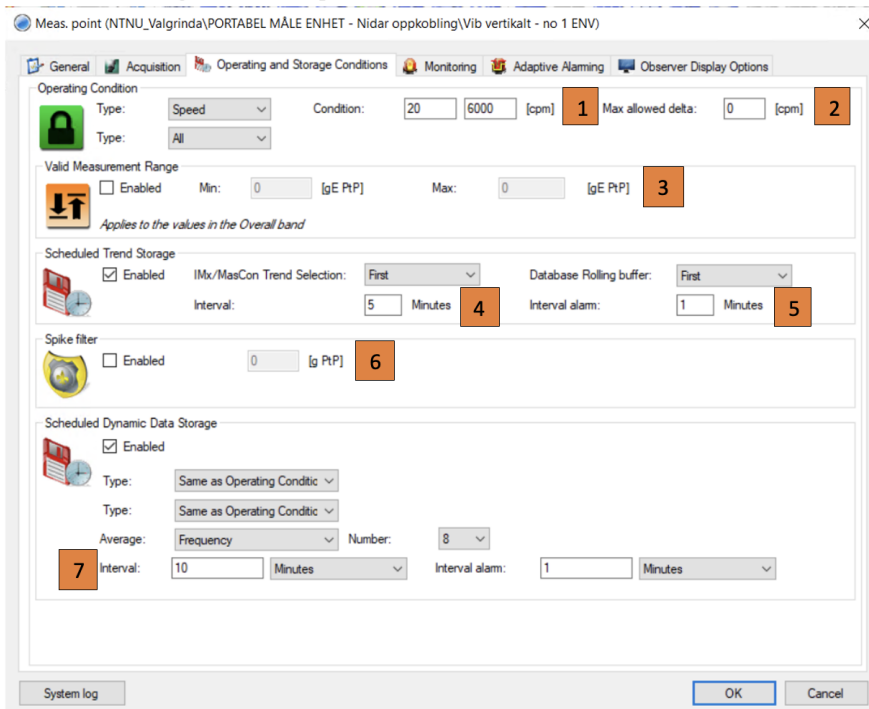 Meas. point (NTNU_Valgrinda\PORTABEL MÅLE ENHET - Nidar oppkobling\Vib vertikalt - no 1 ENV)
General Acquisition Operating and Storage Conditions Monitoring Adaptive Alarming Observer Display Options
Operating Condition
Type: Speed Condition: 20 6000 [cpm] 1 Max allowed delta: 0 [cpm] 2
Type: All
Valid Measurement Range
Enabled Min: 0 [gE PtP] Max: 0 [gE PtP] 3
Applies to the values in the Overall band
Scheduled Trend Storage
Enabled IMx/MasCon Trend Selection: First Database Rolling buffer: First
Interval: 5 Minutes 4 Interval alarm: 1 Minutes 5
Spike filter
Enabled 0 [g PtP] 6
Scheduled Dynamic Data Storage
Enabled
Type: Same as Operating Conditic
Type: Same as Operating Conditic
Average: Frequency Number: 8
7 Interval: 10 Minutes Interval alarm: 1 Minutes
System log OK Cancel